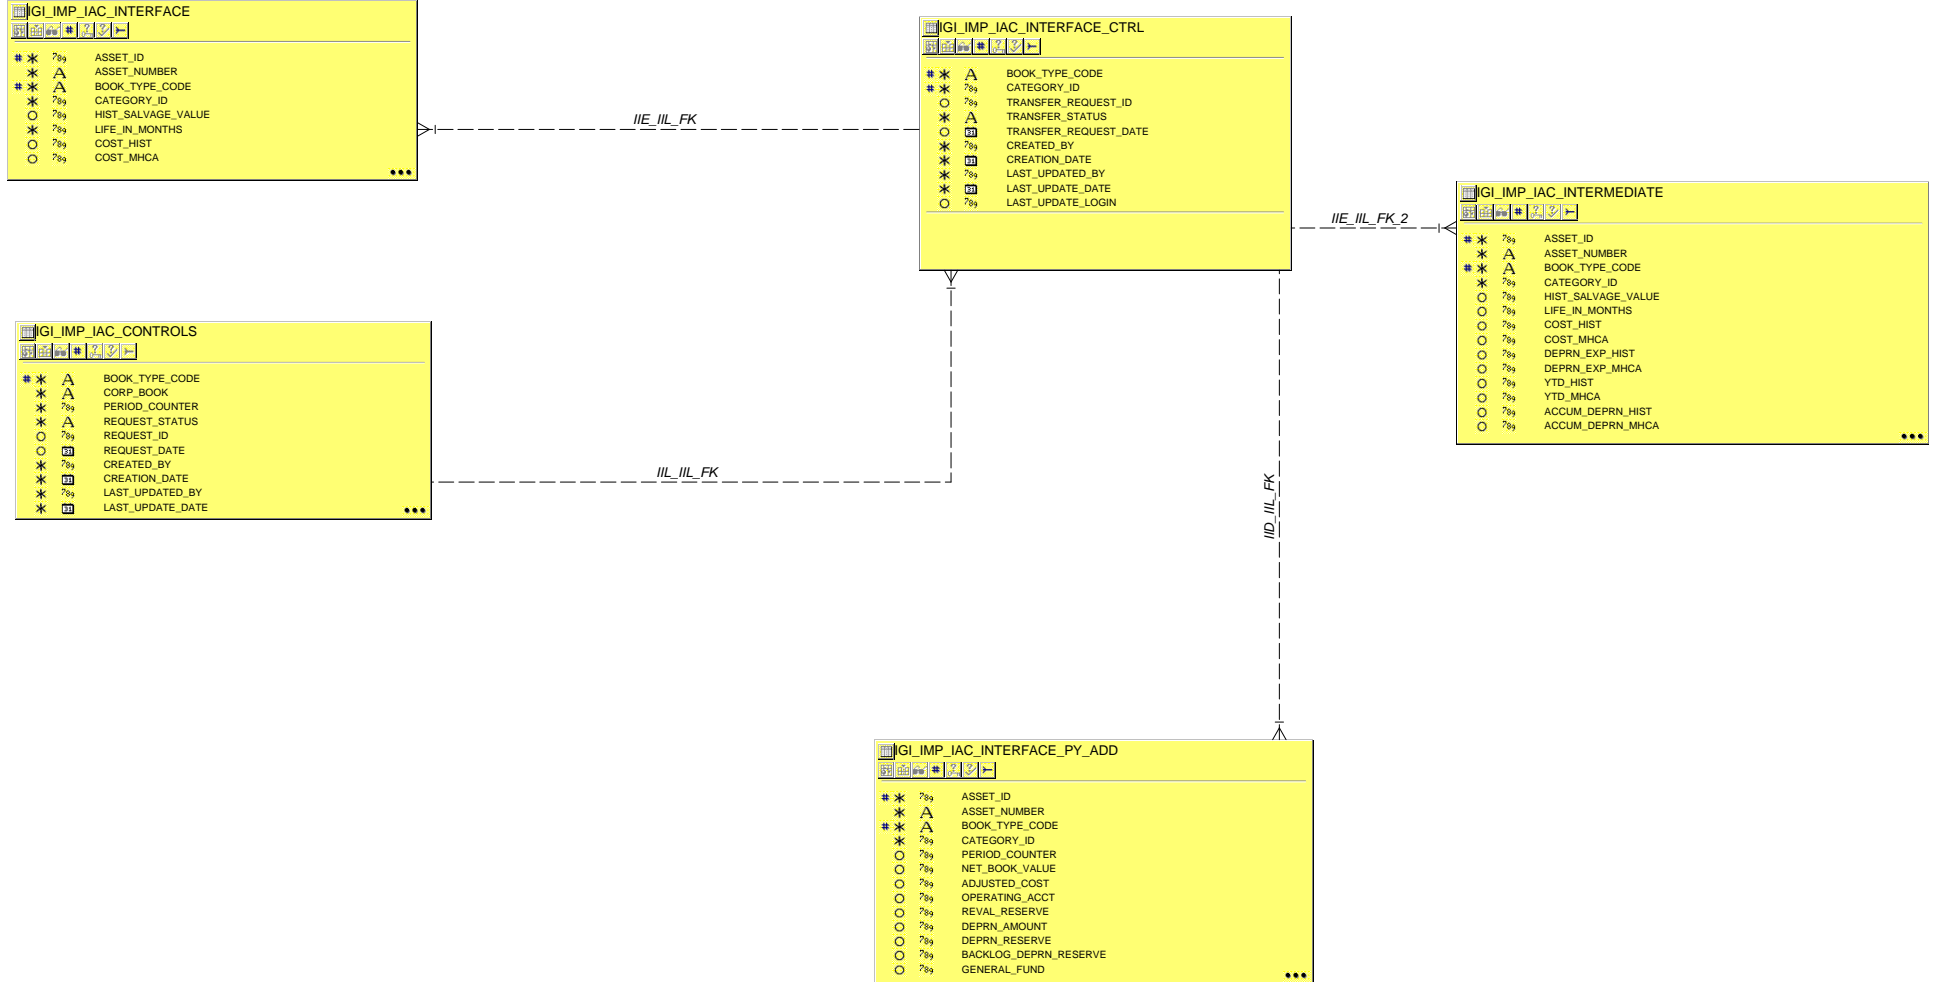 IGI_IMP_IAC_INTERFACE
ASSET_ID
ASSET_NUMBER
BOOK_TYPE_CODE
CATEGORY_ID
HIST_SALVAGE_VALUE
LIFE_IN_MONTHS
COST_HIST
COST_MHCA
IIE_IIL_FK
IGI_IMP_IAC_INTERFACE_CTRL
BOOK_TYPE_CODE
CATEGORY_ID
TRANSFER_REQUEST_ID
TRANSFER_STATUS
TRANSFER_REQUEST_DATE
CREATED_BY
CREATION_DATE
LAST_UPDATED_BY
LAST_UPDATE_DATE
LAST_UPDATE_LOGIN
IIE_IIL_FK_2
IGI_IMP_IAC_INTERMEDIATE
ASSET_ID
ASSET_NUMBER
BOOK_TYPE_CODE
CATEGORY_ID
HIST_SALVAGE_VALUE
LIFE_IN_MONTHS
COST_HIST
COST_MHCA
DEPRN_EXP_HIST
DEPRN_EXP_MHCA
YTD_HIST
YTD_MHCA
ACCUM_DEPRN_HIST
ACCUM_DEPRN_MHCA
IGI_IMP_IAC_CONTROLS
BOOK_TYPE_CODE
CORP_BOOK
PERIOD_COUNTER
REQUEST_STATUS
REQUEST_ID
REQUEST_DATE
CREATED_BY
CREATION_DATE
LAST_UPDATED_BY
LAST_UPDATE_DATE
IIL_IIL_FK
IID_IIL_FK
IGI_IMP_IAC_INTERFACE_PY_ADD
ASSET_ID
ASSET_NUMBER
BOOK_TYPE_CODE
CATEGORY_ID
PERIOD_COUNTER
NET_BOOK_VALUE
ADJUSTED_COST
OPERATING_ACCT
REVAL_RESERVE
DEPRN_AMOUNT
DEPRN_RESERVE
BACKLOG_DEPRN_RESERVE
GENERAL_FUND